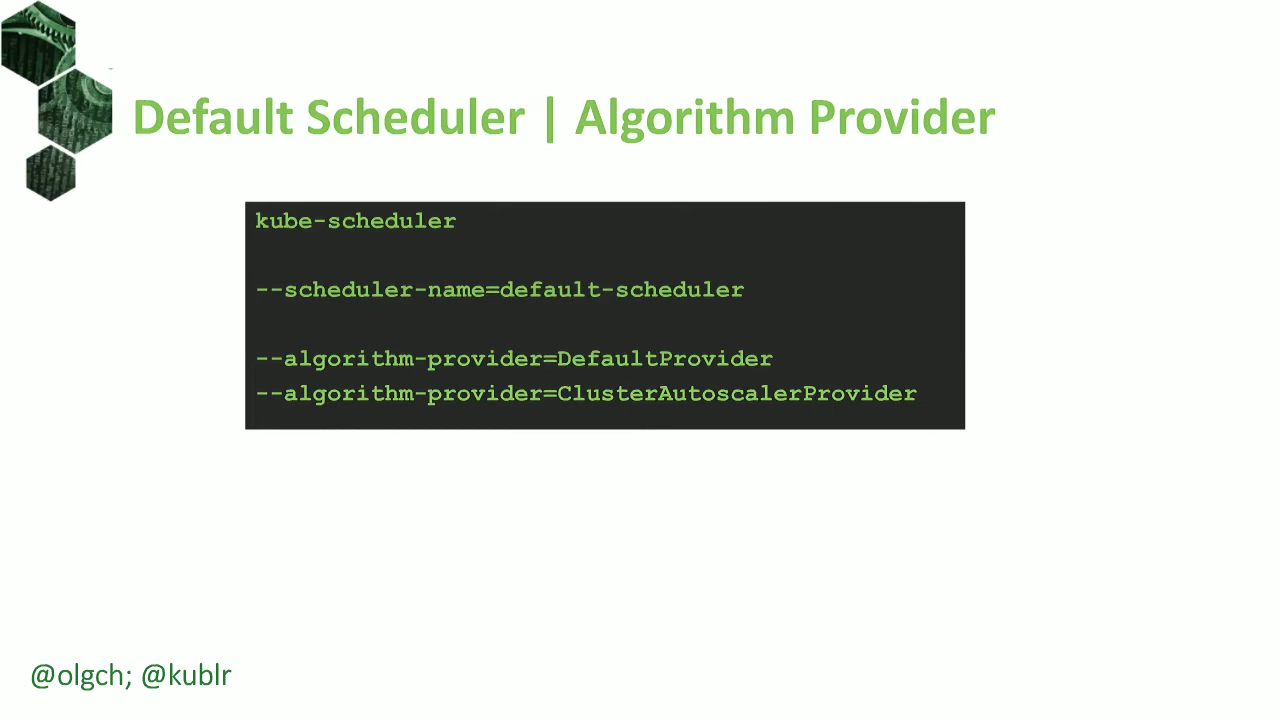 Default Scheduler | Algorithm Provider
kube-scheduler
--scheduler-name=default-scheduler
--algorithm-provider=DefaultProvider
--algorithm-provider=ClusterAutoscalerProvider
@olgch; @kublr